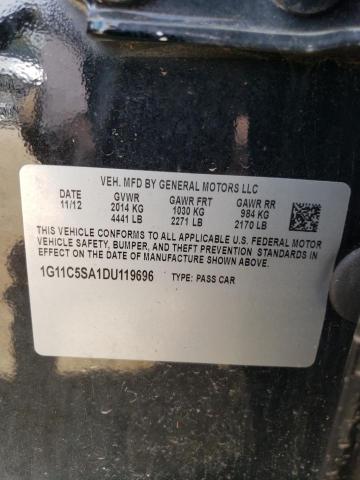 VEH. MFD BY GENERAL MOTORS LLC
DATE GVWR GAWR FRT GAWR RR
11/12 2014 KG 1030 KG 984 KG
4441 LB 2271 LB 2170 LB
THIS VEHICLE CONFORMS TO ALL APPLICABLE U.S. FEDERAL MOTOR
VEHICLE SAFETY, BUMPER, AND THEFT PREVENTION STANDARDS IN
EFFECT ON THE DATE OF MANUFACTURE SHOWN ABOVE.
1G11C5SA1DU119696 TYPE: PASS CAR